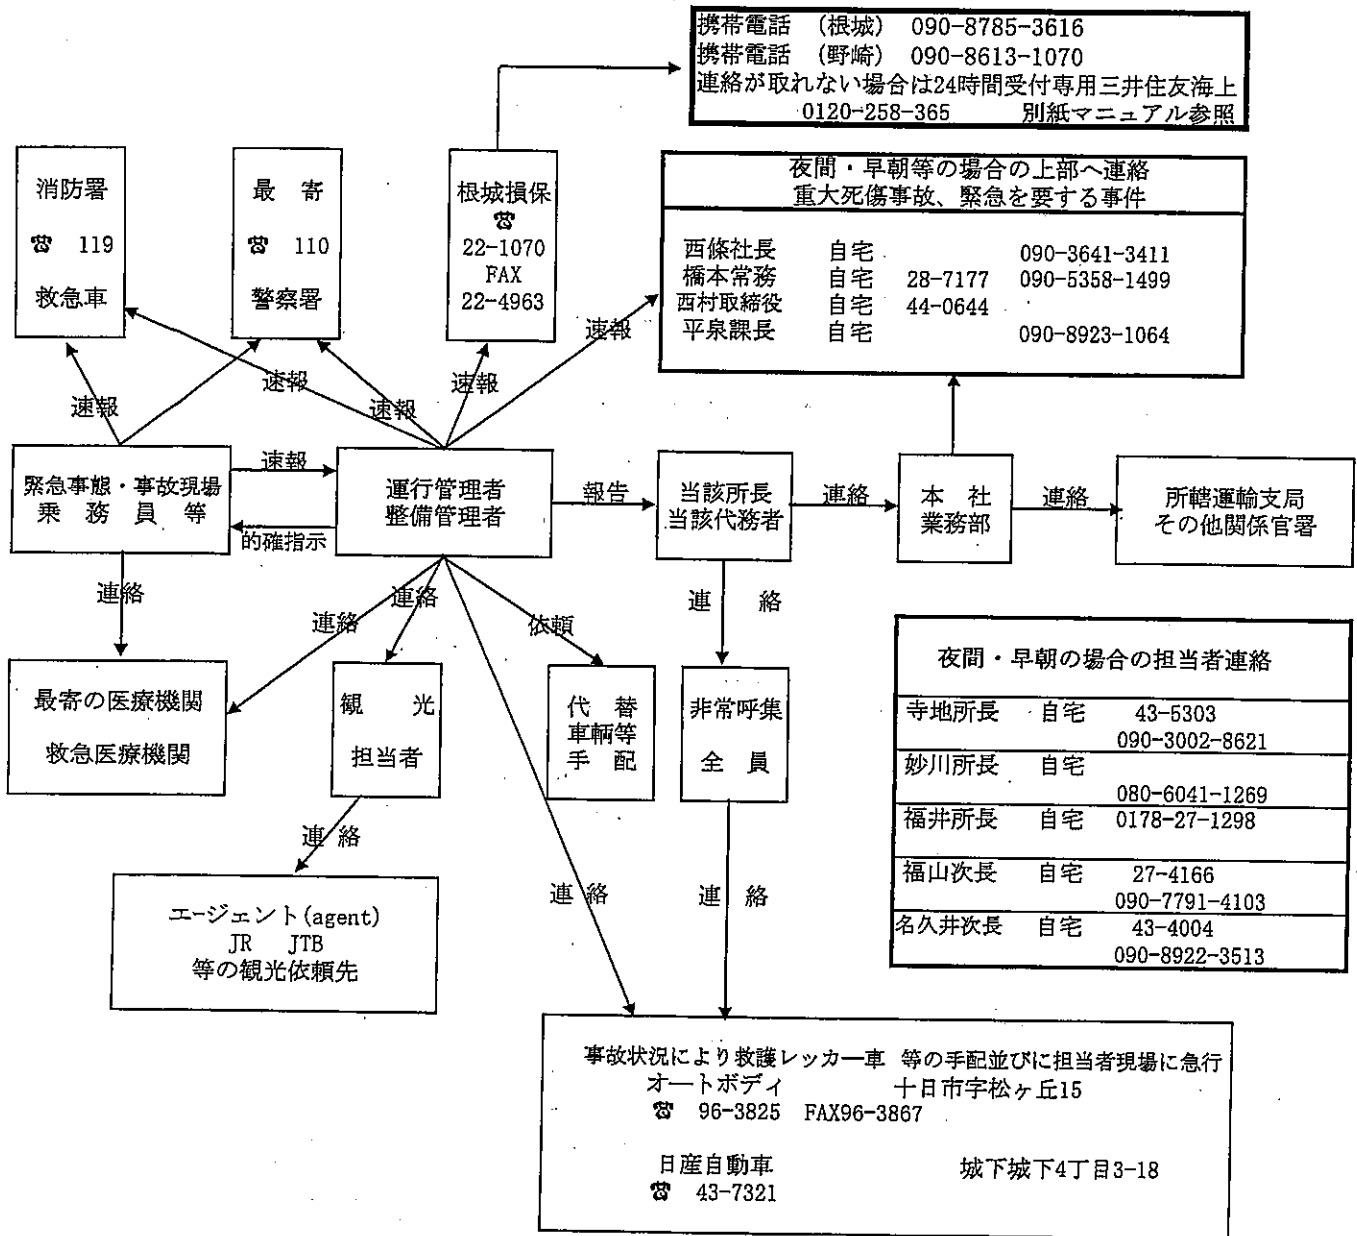 携帯電話 （根城） 090-8785-3616
携帯電話 （野崎） 090-8613-1070
連絡が取れない場合は24時間受付専用三井住友海上
0120-258-365 別紙マニュアル参照
消防署
☎ 119
救急車
最 寄
☎ 110
警察署
根城損保
☎
22-1070
FAX
22-4963
夜間・早朝等の場合の上部へ連絡
重大死傷事故、緊急を要する事件
西條社長 自宅 090-3641-3411
橋本常務 自宅 28-7177 090-5358-1499
西村取締役 自宅 44-0644
平泉課長 自宅 090-8923-1064
速報
速報
速報
速報
速報
緊急事態・事故現場
乗 務 員 等
速報
的確指示
運行管理者
整備管理者
報告
当該所長
当該代務者
連絡
本 社
業務部
連絡
所轄運輸支局
その他関係官署
連絡
連絡
連絡
依頼
連 絡
最寄の医療機関
救急医療機関
観 光
担当者
代 替
車輌等
手 配
非常呼集
全 員
夜間・早朝の場合の担当者連絡
寺地所長 自宅 43-5303
090-3002-8621
妙川所長 自宅
080-6041-1269
福井所長 自宅 0178-27-1298
福山次長 自宅 27-4166
090-7791-4103
名久井次長 自宅 43-4004
090-8922-3513
連 絡
連 絡
連 絡
エージェント(agent)
JR JTB
等の観光依頼先
事故状況により救護レッカー車 等の手配並びに担当者現場に急行
オートボディ 十日市字松ヶ丘15
☎ 96-3825 FAX96-3867
日産自動車 城下城下4丁目3-18
☎ 43-7321